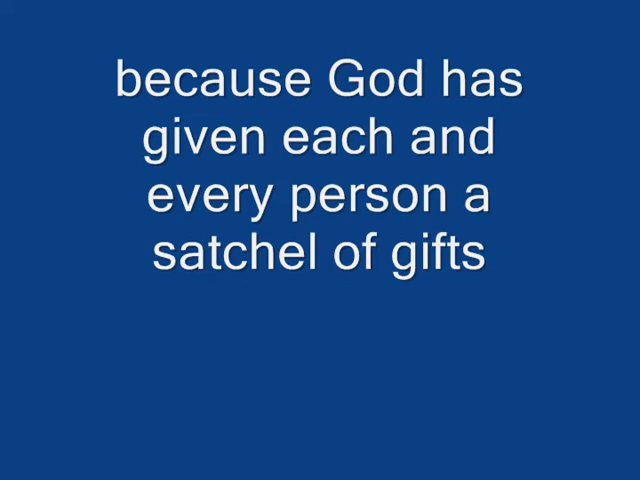 because God has
given each and
every person a
satchel of gifts